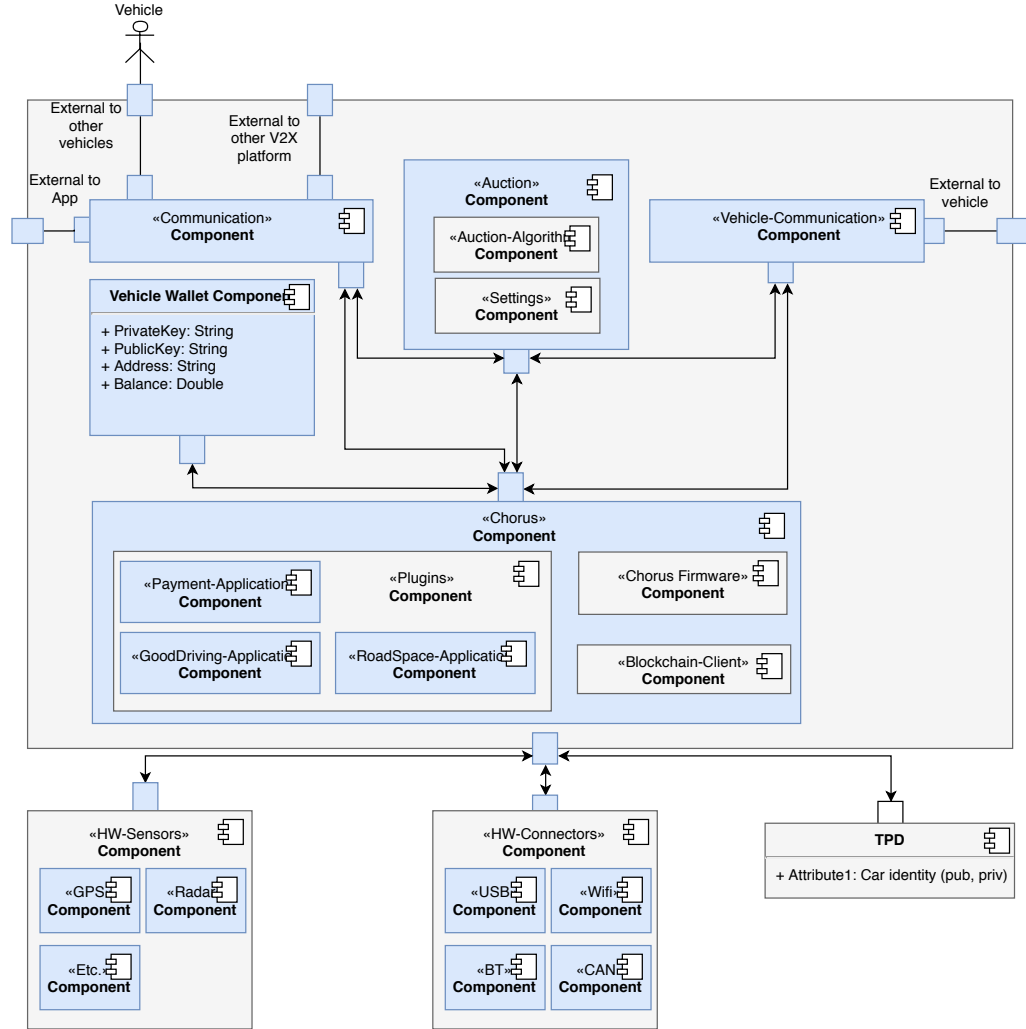 Vehicle
External to
other
vehicles
External to
other V2X
platform
External to
App
«Communication»
Component
«Auction»
Component
«Auction-Algorith
Component
«Settings»
Component
«Vehicle-Communication»
Component
External to
vehicle
Vehicle Wallet Componen
+ PrivateKey: String
+ PublicKey: String
+ Address: String
+ Balance: Double
«Chorus»
Component
«Payment-Application
Component
«Plugins»
Component
«Chorus Firmware»
Component
«GoodDriving-Applicatio
Component
«RoadSpace-Applicatio
Component
«Blockchain-Client»
Component
«HW-Sensors»
Component
«GPS»
Component
«Radar
Component
«Etc.»
Component
«HW-Connectors»
Component
«USB»
Component
«Wifi»
Component
«BT»
Component
«CAN
Component
TPD
+ Attribute1: Car identity (pub, priv)